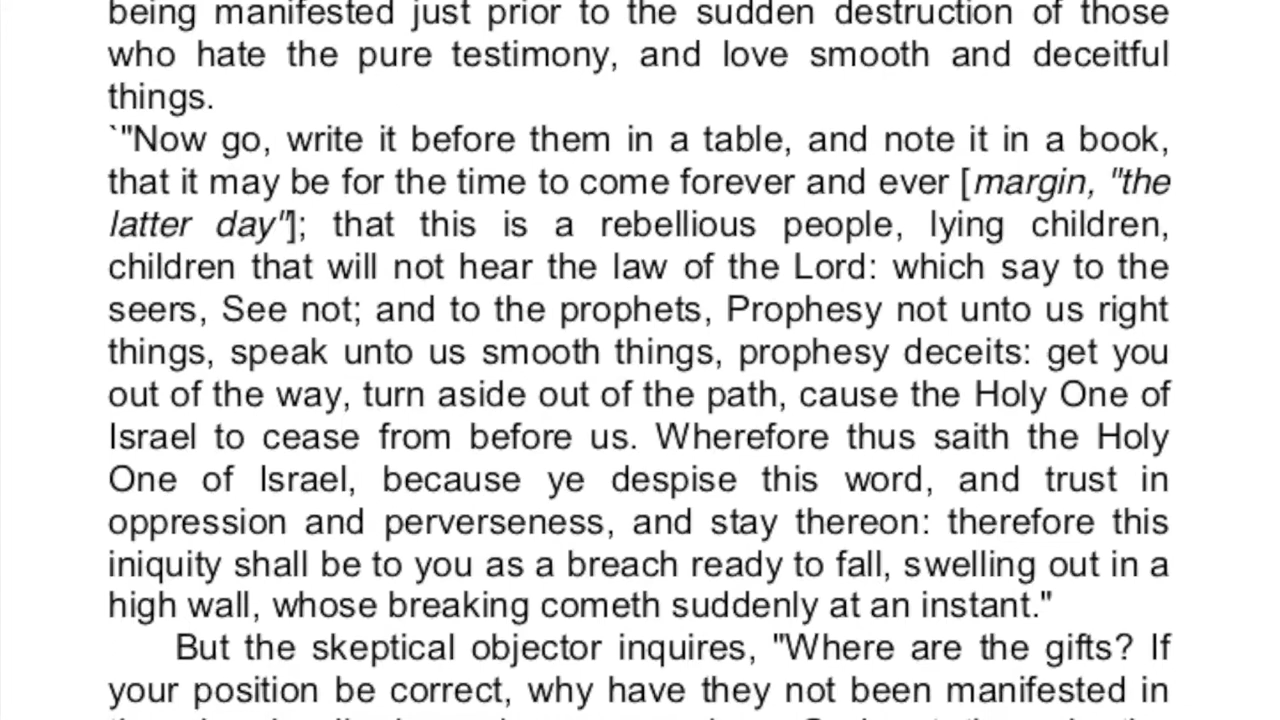 being manifested just prior to the sudden destruction of those
who hate the pure testimony, and love smooth and deceitful
things.
`"Now go, write it before them in a table, and note it in a book,
that it may be for the time to come forever and ever [margin, "the
latter day"]; that this is a rebellious people, lying children,
children that will not hear the law of the Lord: which say to the
seers, See not; and to the prophets, Prophesy not unto us right
things, speak unto us smooth things, prophesy deceits: get you
out of the way, turn aside out of the path, cause the Holy One of
Israel to cease from before us. Wherefore thus saith the Holy
One of Israel, because ye despise this word, and trust in
oppression and perverseness, and stay thereon: therefore this
iniquity shall be to you as a breach ready to fall, swelling out in a
high wall, whose breaking cometh suddenly at an instant."
But the skeptical objector inquires, "Where are the gifts? If
your position be correct, why have they not been manifested in